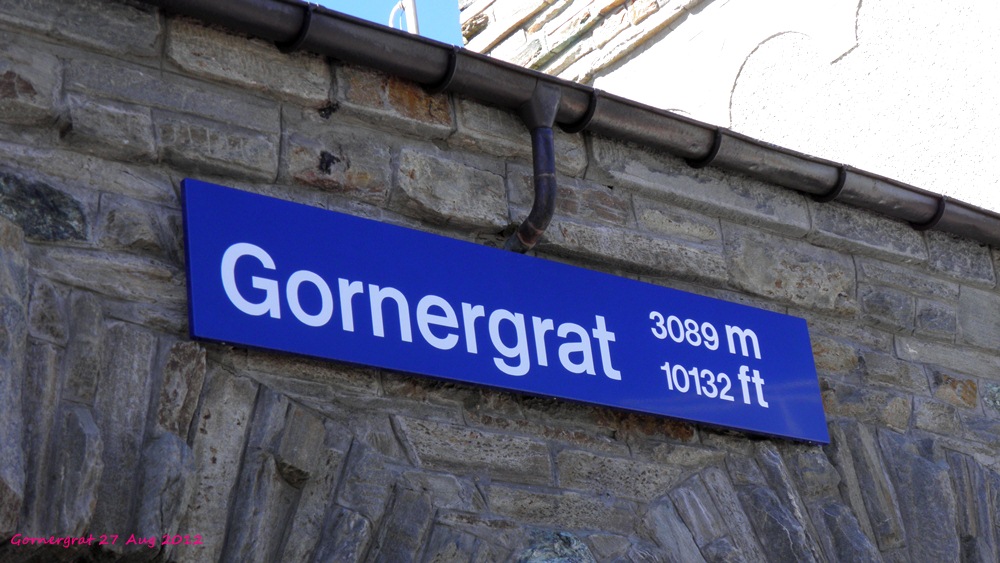 Gornergrat
3089 m
10132 ft
Gornergrat 27 Aug 2012